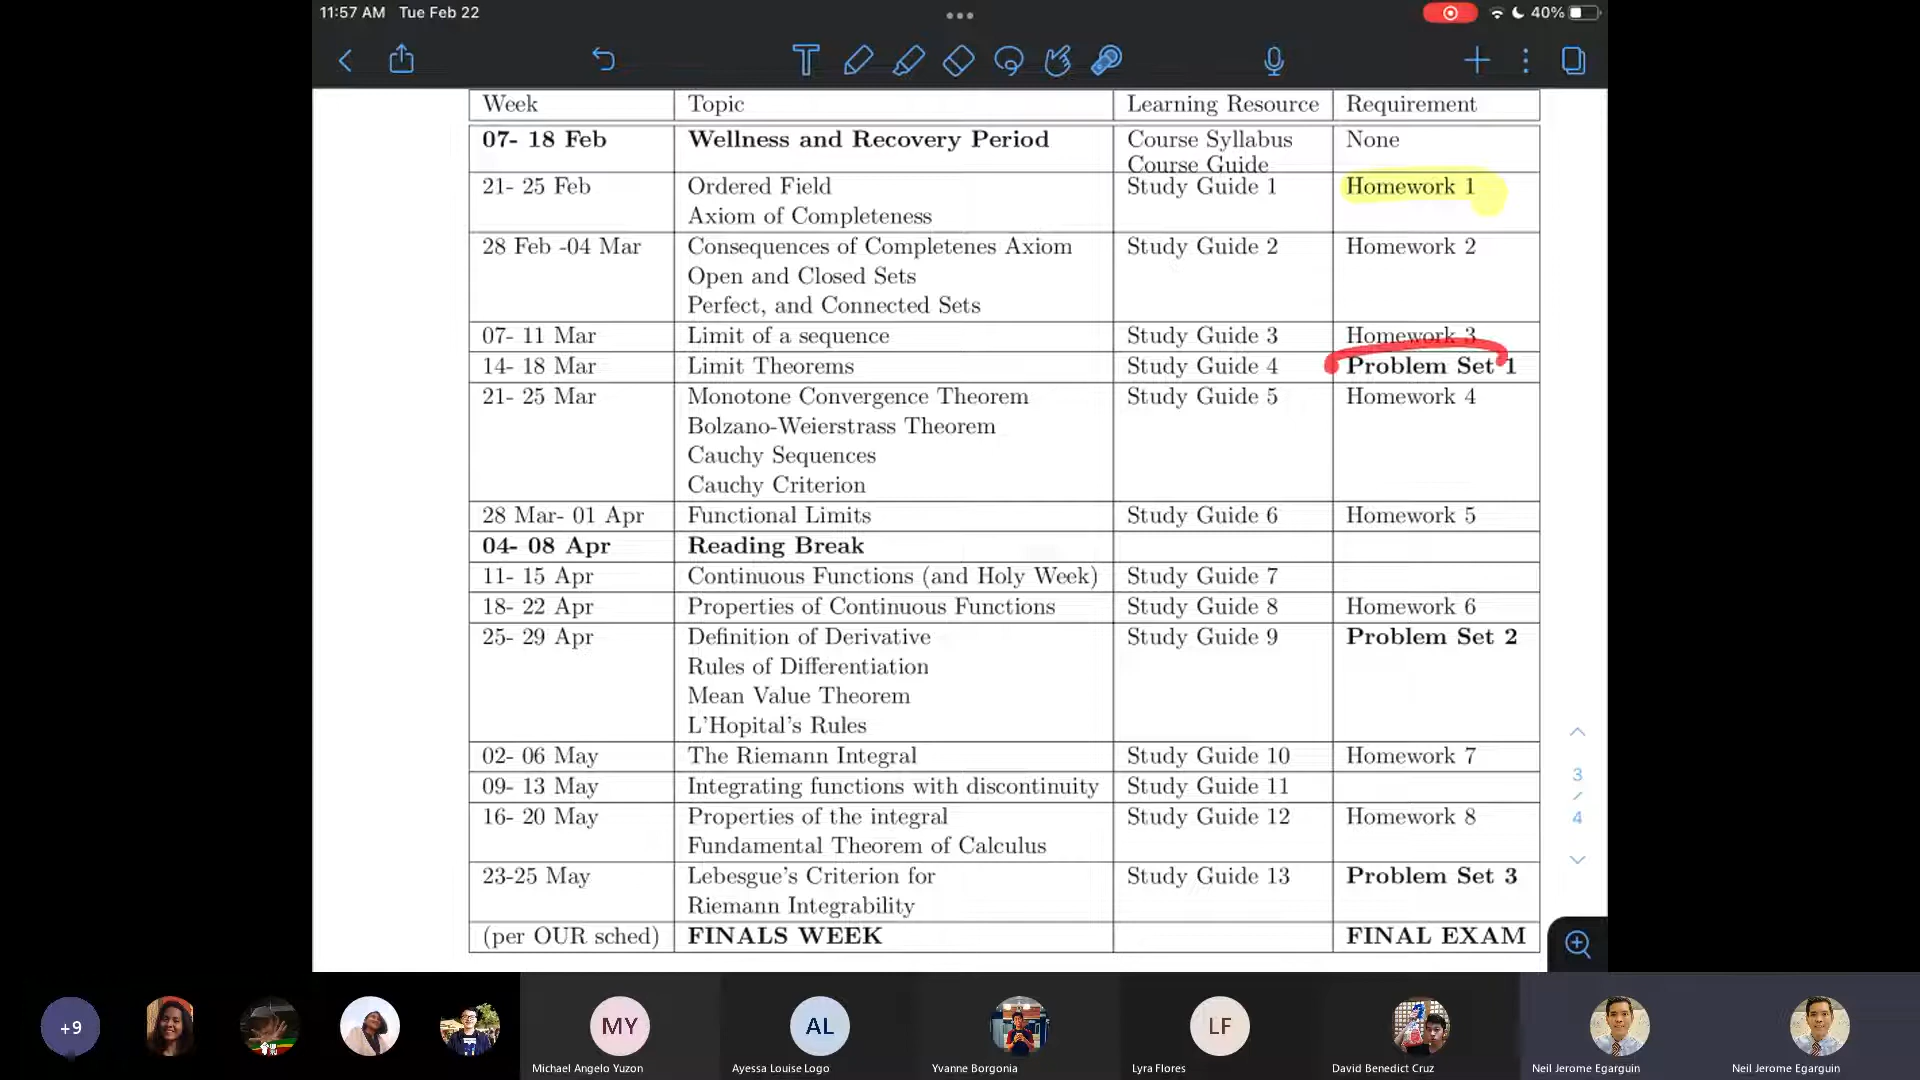 11:57 AM Tue Feb 22
40%
Week Topic Learning Resource Requirement
07- 18 Feb Wellness and Recovery Period Course Syllabus None
Course Guide
21- 25 Feb Ordered Field Study Guide 1 Homework 1
Axiom of Completeness
28 Feb -04 Mar Consequences of Completenes Axiom Study Guide 2 Homework 2
Open and Closed Sets
Perfect, and Connected Sets
07- 11 Mar Limit of a sequence Study Guide 3 Homework 3
14- 18 Mar Limit Theorems Study Guide 4 Problem Set 1
21- 25 Mar Monotone Convergence Theorem Study Guide 5 Homework 4
Bolzano-Weierstrass Theorem
Cauchy Sequences
Cauchy Criterion
28 Mar- 01 Apr Functional Limits Study Guide 6 Homework 5
04- 08 Apr Reading Break
11- 15 Apr Continuous Functions (and Holy Week) Study Guide 7
18- 22 Apr Properties of Continuous Functions Study Guide 8 Homework 6
25- 29 Apr Definition of Derivative Study Guide 9 Problem Set 2
Rules of Differentiation
Mean Value Theorem
L'Hopital's Rules
02- 06 May The Riemann Integral Study Guide 10 Homework 7
09- 13 May Integrating functions with discontinuity Study Guide 11
16- 20 May Properties of the integral Study Guide 12 Homework 8
Fundamental Theorem of Calculus
23-25 May Lebesgue's Criterion for Study Guide 13 Problem Set 3
Riemann Integrability
(per OUR sched) FINALS WEEK FINAL EXAM
3
/
4
+9
MY
AL
LF
Michael Angelo Yuzon
Ayessa Louise Logo
Yvanne Borgonia
Lyra Flores
David Benedict Cruz
Neil Jerome Egarguin
Neil Jerome Egarguin